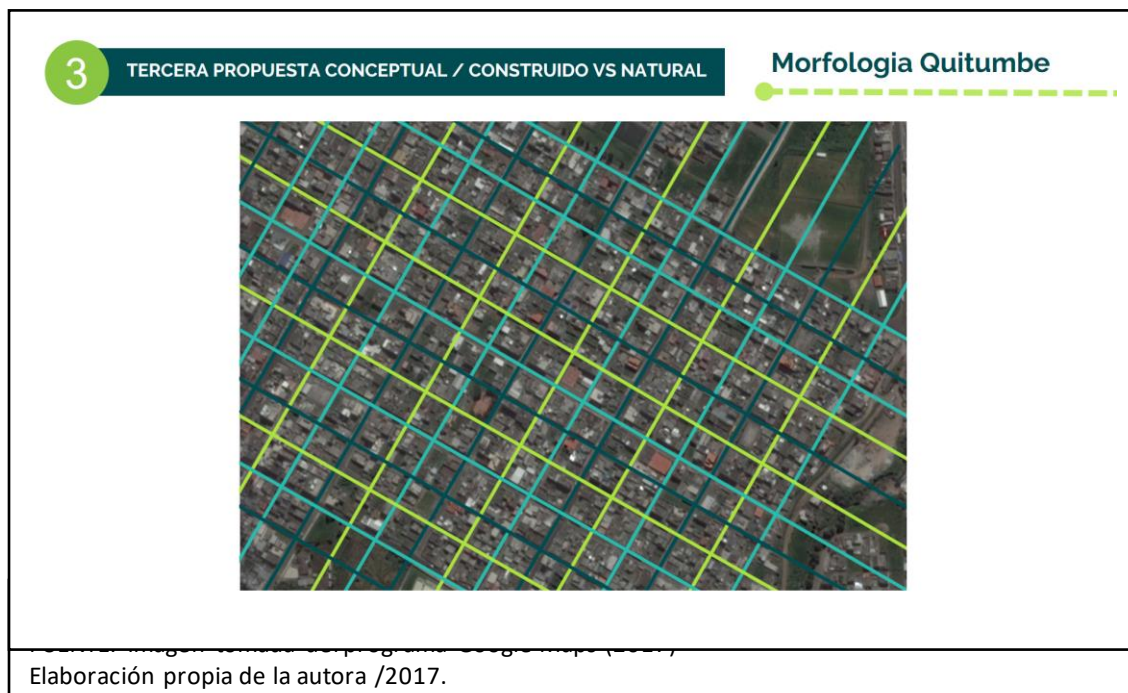 3
TERCERA PROPUESTA CONCEPTUAL / CONSTRUIDO VS NATURAL
Morfologia Quitumbe
Elaboración propia de la autora /2017.